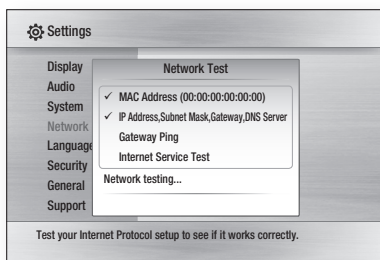 Settings
Display
Audio
System
Network
Language
Security
General
Support
Network Test
✓ MAC Address (00:00:00:00:00:00)
✓ IP Address,Subnet Mask,Gateway,DNS Server
Gateway Ping
Internet Service Test
Network testing...
Test your Internet Protocol setup to see if it works correctly.